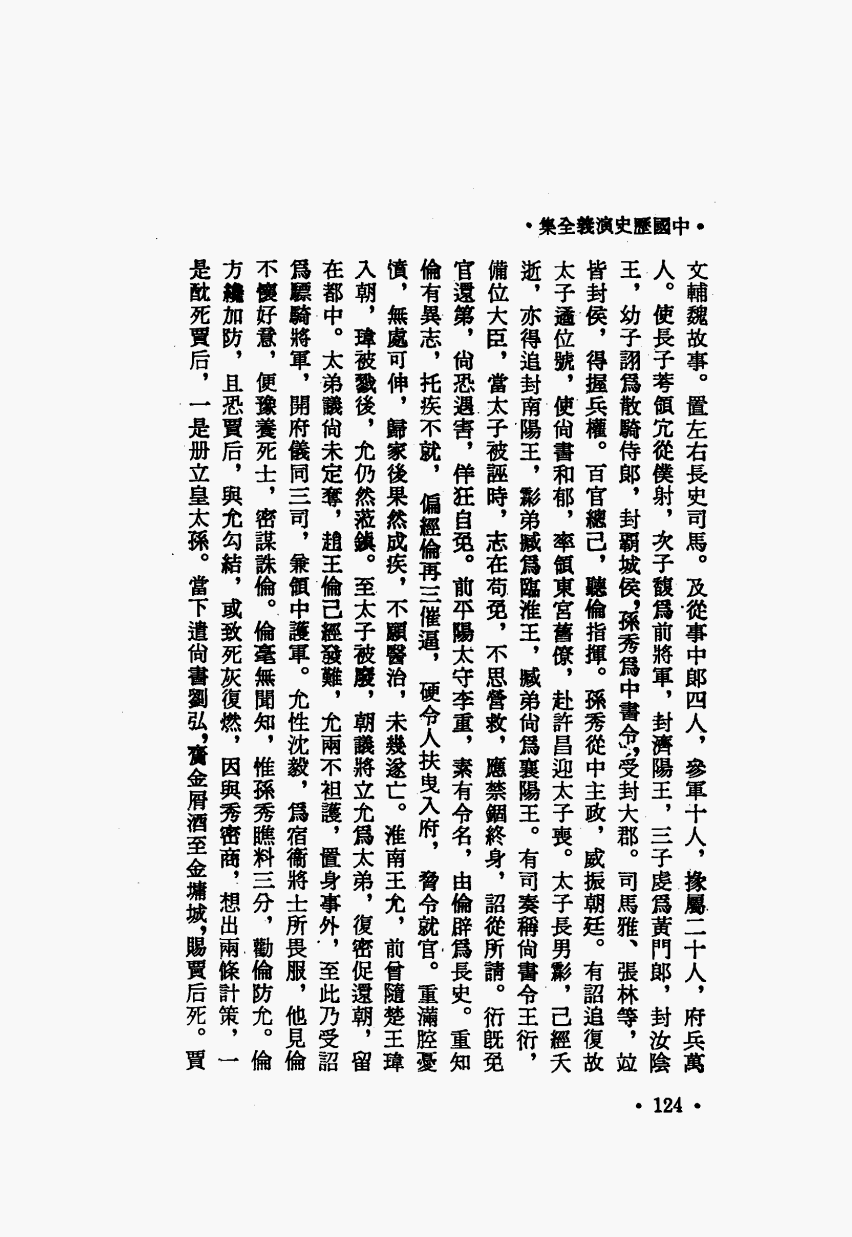 •中國歷史演義全集•
文輔魏故事。置左右長史司馬。及從事中郎四人，參軍十人，掾屬二十人，府兵萬
人。使長子荂領宂從僕射，次子馥爲前將軍，封濟陽王，三子虔爲黃門郎，封汝陰
王，幼子詡爲散騎侍郎，封霸城侯，孫秀爲中書令，受封大郡。司馬雅、張林等，竝
皆封侯，得握兵權。百官總己，聽倫指揮。孫秀從中主政，威振朝廷。有詔追復故
太子遹位號，使尙書和郁，率領東宮舊僚，赴許昌迎太子喪。太子長男彪，已經夭
逝，亦得追封南陽王，彪弟臧爲臨淮王，臧弟尙爲襄陽王。有司奏稱尙書令王衍，
備位大臣，當太子被誣時，志在苟免，不思營救，應禁錮終身，詔從所請。衍旣免
官還第，尙恐遇害，佯狂自免。前平陽太守李重，素有令名，由倫辟爲長史。重知
倫有異志，托疾不就，偏經倫再三催逼，硬令人扶曳入府，脅令就官。重滿腔憂
憤，無處可伸，歸家後果然成疾，不願醫治，未幾遂亡。淮南王允，前曾隨楚王瑋
入朝，瑋被戮後，允仍然蒞鎭。至太子被廢，朝議將立允爲太弟，復密促還朝，留
在都中。太弟議尙未定奪，趙王倫已經發難，允兩不袒護，置身事外，至此乃受詔
爲驃騎將軍，開府儀同三司，兼領中護軍。允性沈毅，爲宿衞將士所畏服，他見倫
不懷好意，便豫養死士，密謀誅倫。倫毫無聞知，惟孫秀瞧料三分，勸倫防允。倫
方纔加防，且恐賈后，與允勾結，或致死灰復燃，因與秀密商，想出兩條計策，一
是酖死賈后，一是册立皇太孫。當下遣尙書劉弘，齎金屑酒至金墉城，賜賈后死。賈
•124•